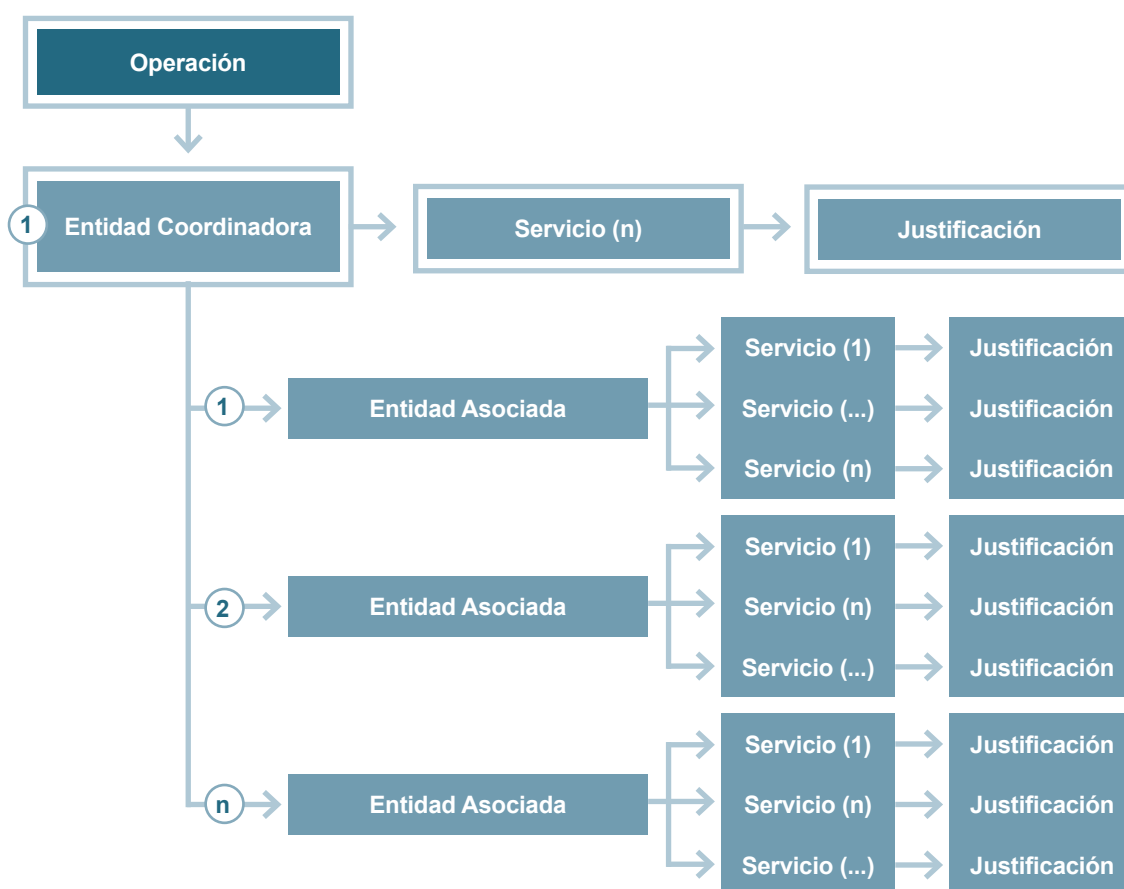 Operación
1
Entidad Coordinadora
Servicio (n)
Justificación
1
Entidad Asociada
Servicio (1)
Justificación
Servicio (...)
Justificación
Servicio (n)
Justificación
2
Entidad Asociada
Servicio (1)
Justificación
Servicio (n)
Justificación
Servicio (...)
Justificación
n
Entidad Asociada
Servicio (1)
Justificación
Servicio (n)
Justificación
Servicio (...)
Justificación